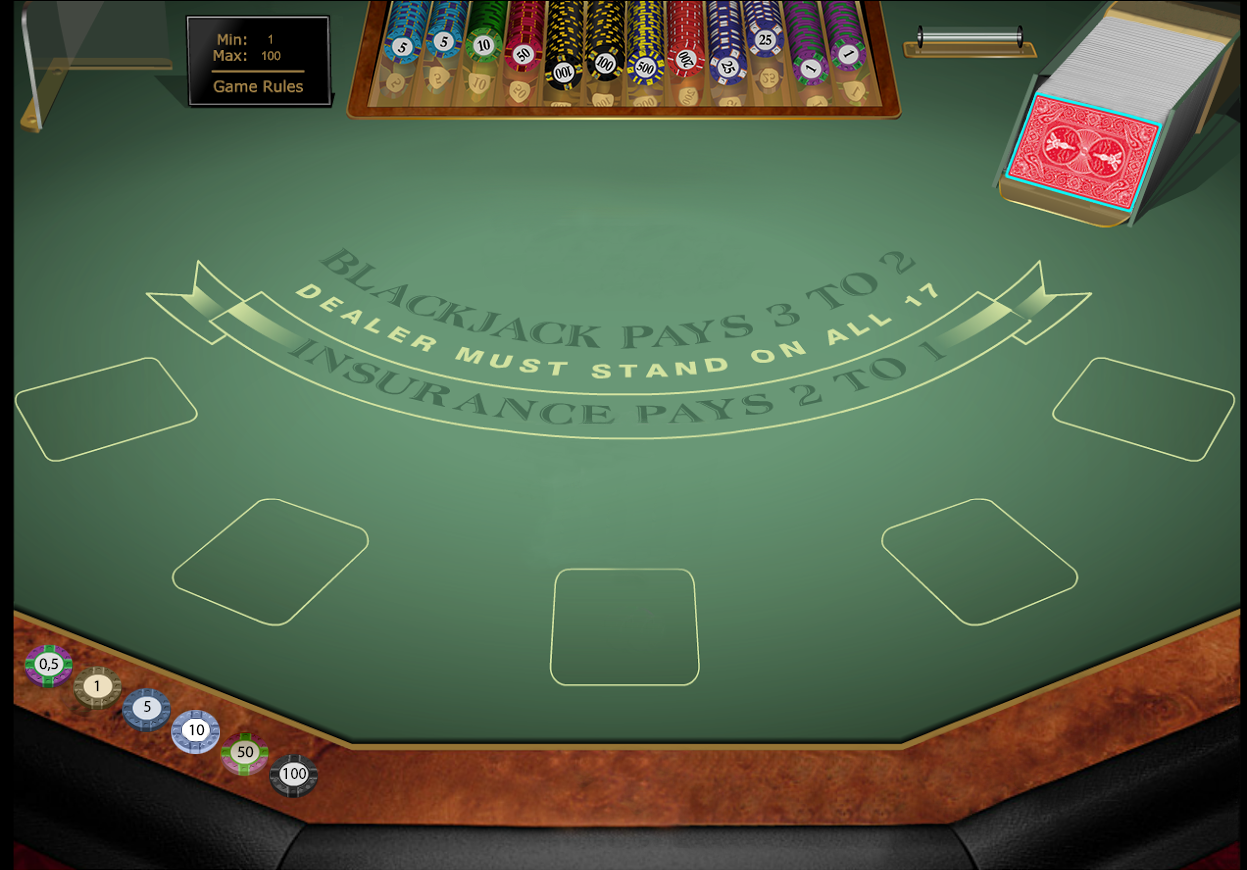 Min: 1
Max: 100
Game Rules
5 5 10 50 100 100 500 500 25 25 1 1
BLACKJACK PAYS 3 TO 2
DEALER MUST STAND ON ALL 17
INSURANCE PAYS 2 TO 1
0,5
1
5
10
50
100